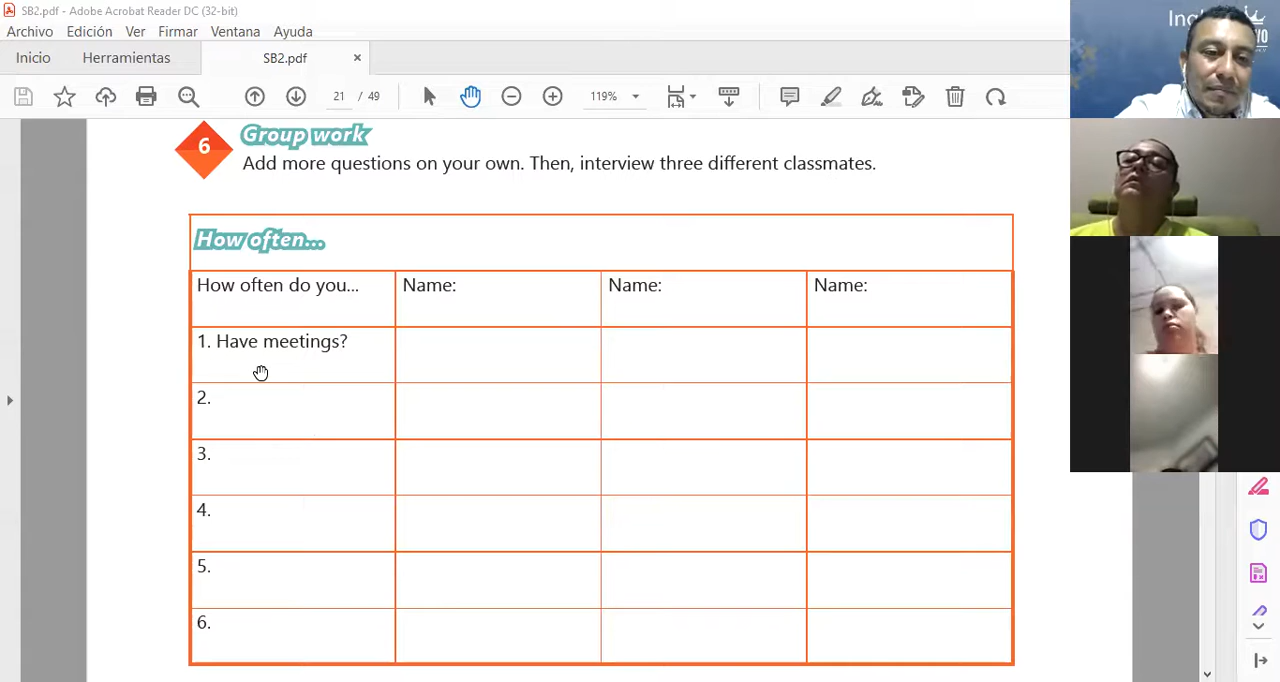 SB2.pdf - Adobe Acrobat Reader DC (32-bit)
Archivo Edición Ver Firmar Ventana Ayuda
Inicio Herramientas SB2.pdf ×
21 / 49 119%
6 Group work
Add more questions on your own. Then, interview three different classmates.
How often...
How often do you... Name: Name: Name:
1. Have meetings?
2.
3.
4.
5.
6.